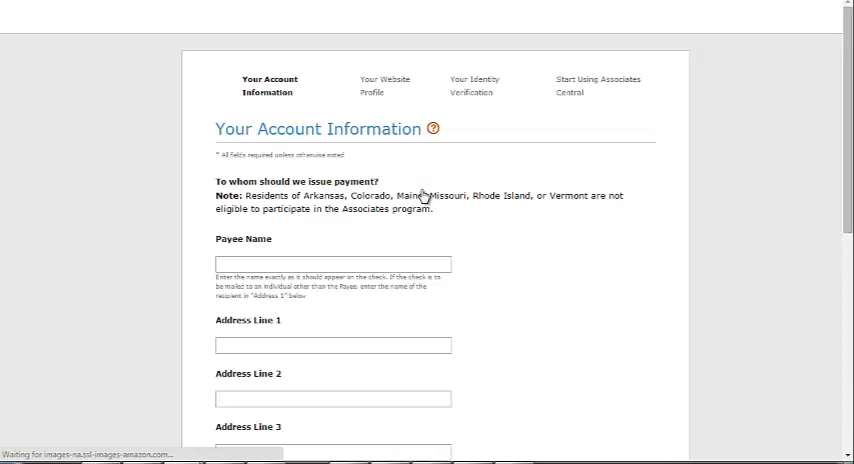 Your Account Information
Your Website Profile
Your Identity Verification
Start Using Associates Central
Your Account Information ?
* All fields required unless otherwise noted
To whom should we issue payment?
Note: Residents of Arkansas, Colorado, Maine, Missouri, Rhode Island, or Vermont are not
eligible to participate in the Associates program.
Payee Name
Enter the name exactly as it should appear on the check. If the check is to
be mailed to an individual other than the Payee, enter the name of the
recipient in "Address 1" below
Address Line 1
Address Line 2
Address Line 3
Waiting for images-na.ssl-images-amazon.com...